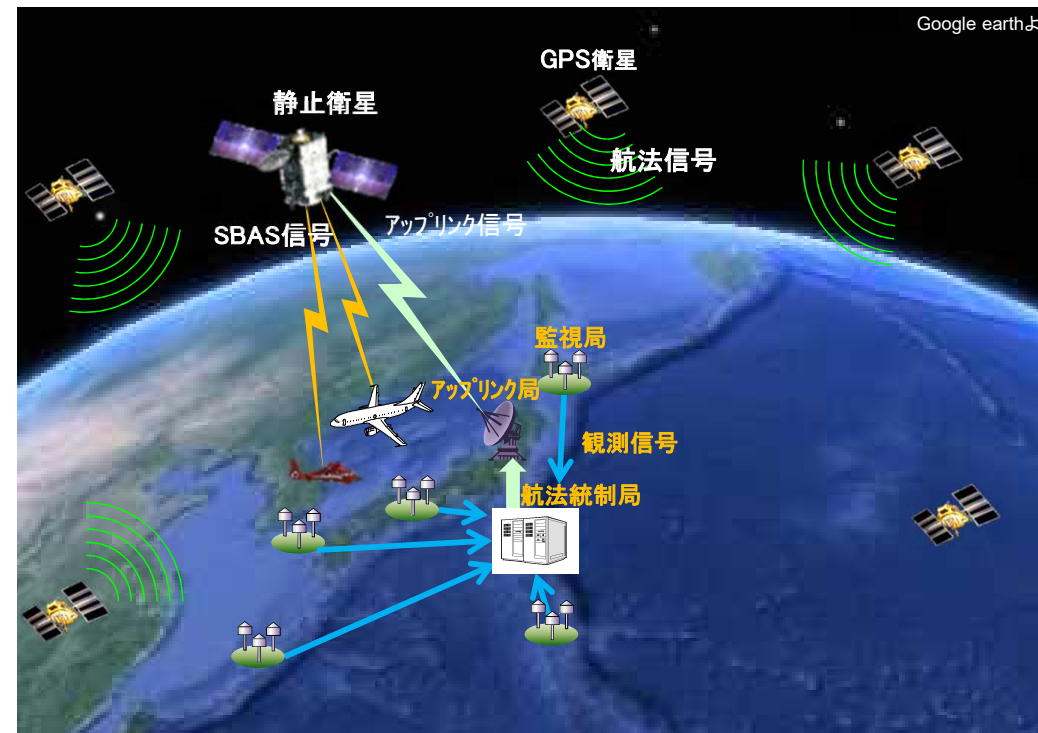 Google earthよ
GPS衛星
静止衛星
航法信号
SBAS信号
アップリンク信号
監視局
アップリンク局
観測信号
航法統制局